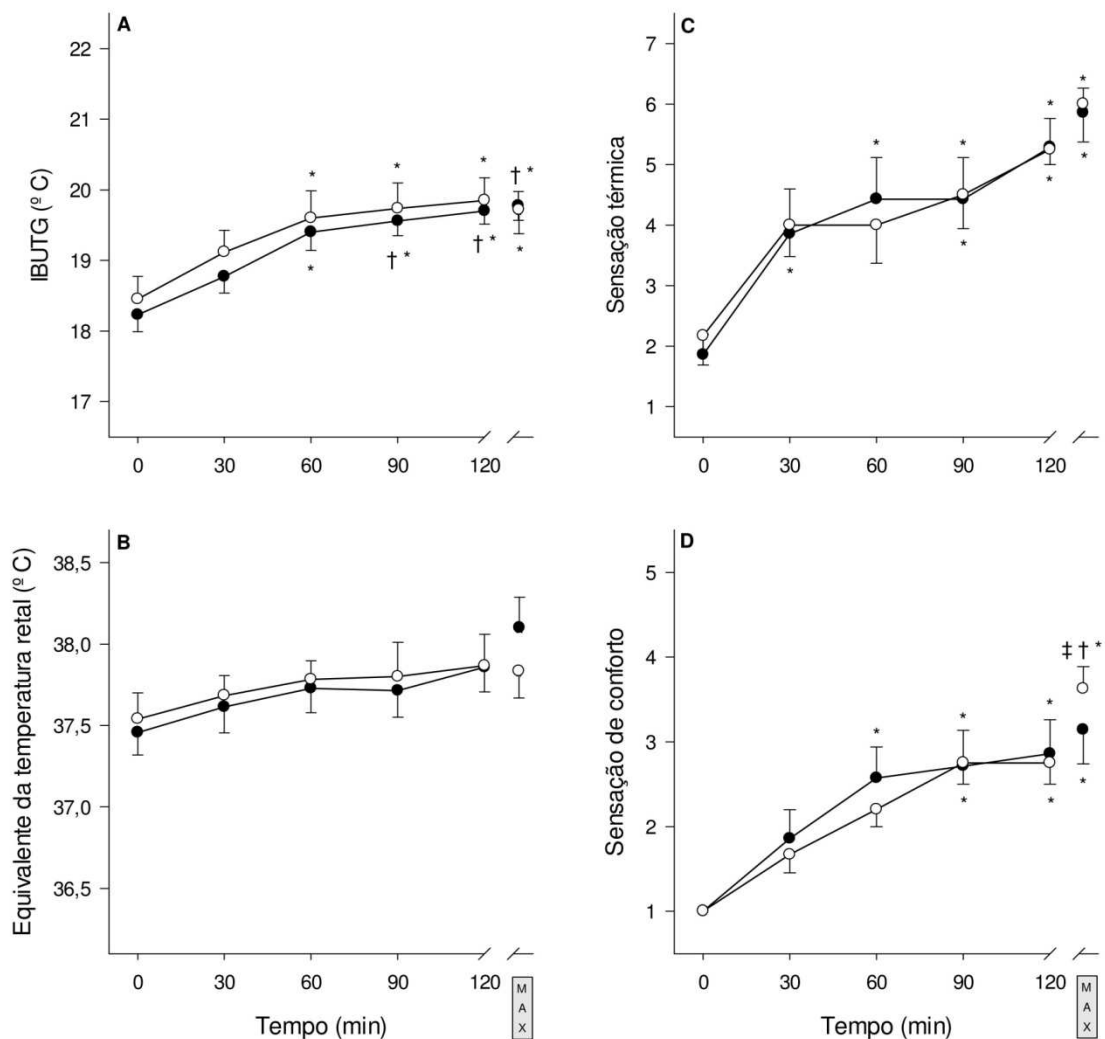 A
22
21
20
19
18
17
IBUTG (º C)
* * * † *
* † * † * *
0 30 60 90 120
C
7
6
5
4
3
2
1
Sensação térmica
* * * *
* * * *
0 30 60 90 120
B
38,5
38,0
37,5
37,0
36,5
Equivalente da temperatura retal (º C)
0 30 60 90 120
MAX
Tempo (min)
D
5
4
3
2
1
Sensação de conforto
* * * ‡ † *
* * *
0 30 60 90 120
MAX
Tempo (min)